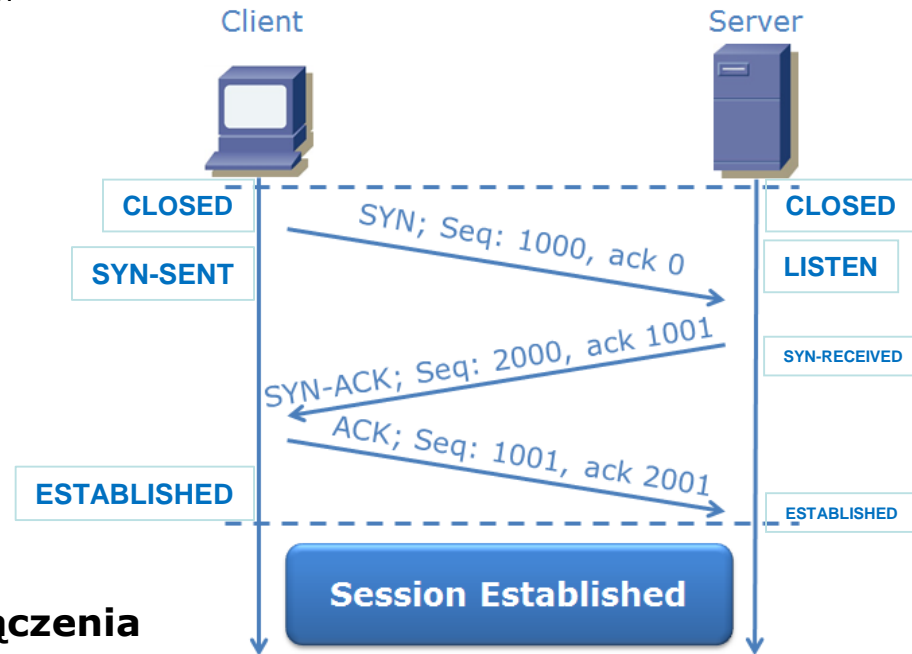 Client
Server
CLOSED
CLOSED
SYN; Seq: 1000, ack 0
SYN-SENT
LISTEN
SYN-ACK; Seq: 2000, ack 1001
SYN-RECEIVED
ACK; Seq: 1001, ack 2001
ESTABLISHED
ESTABLISHED
Session Established
ączenia